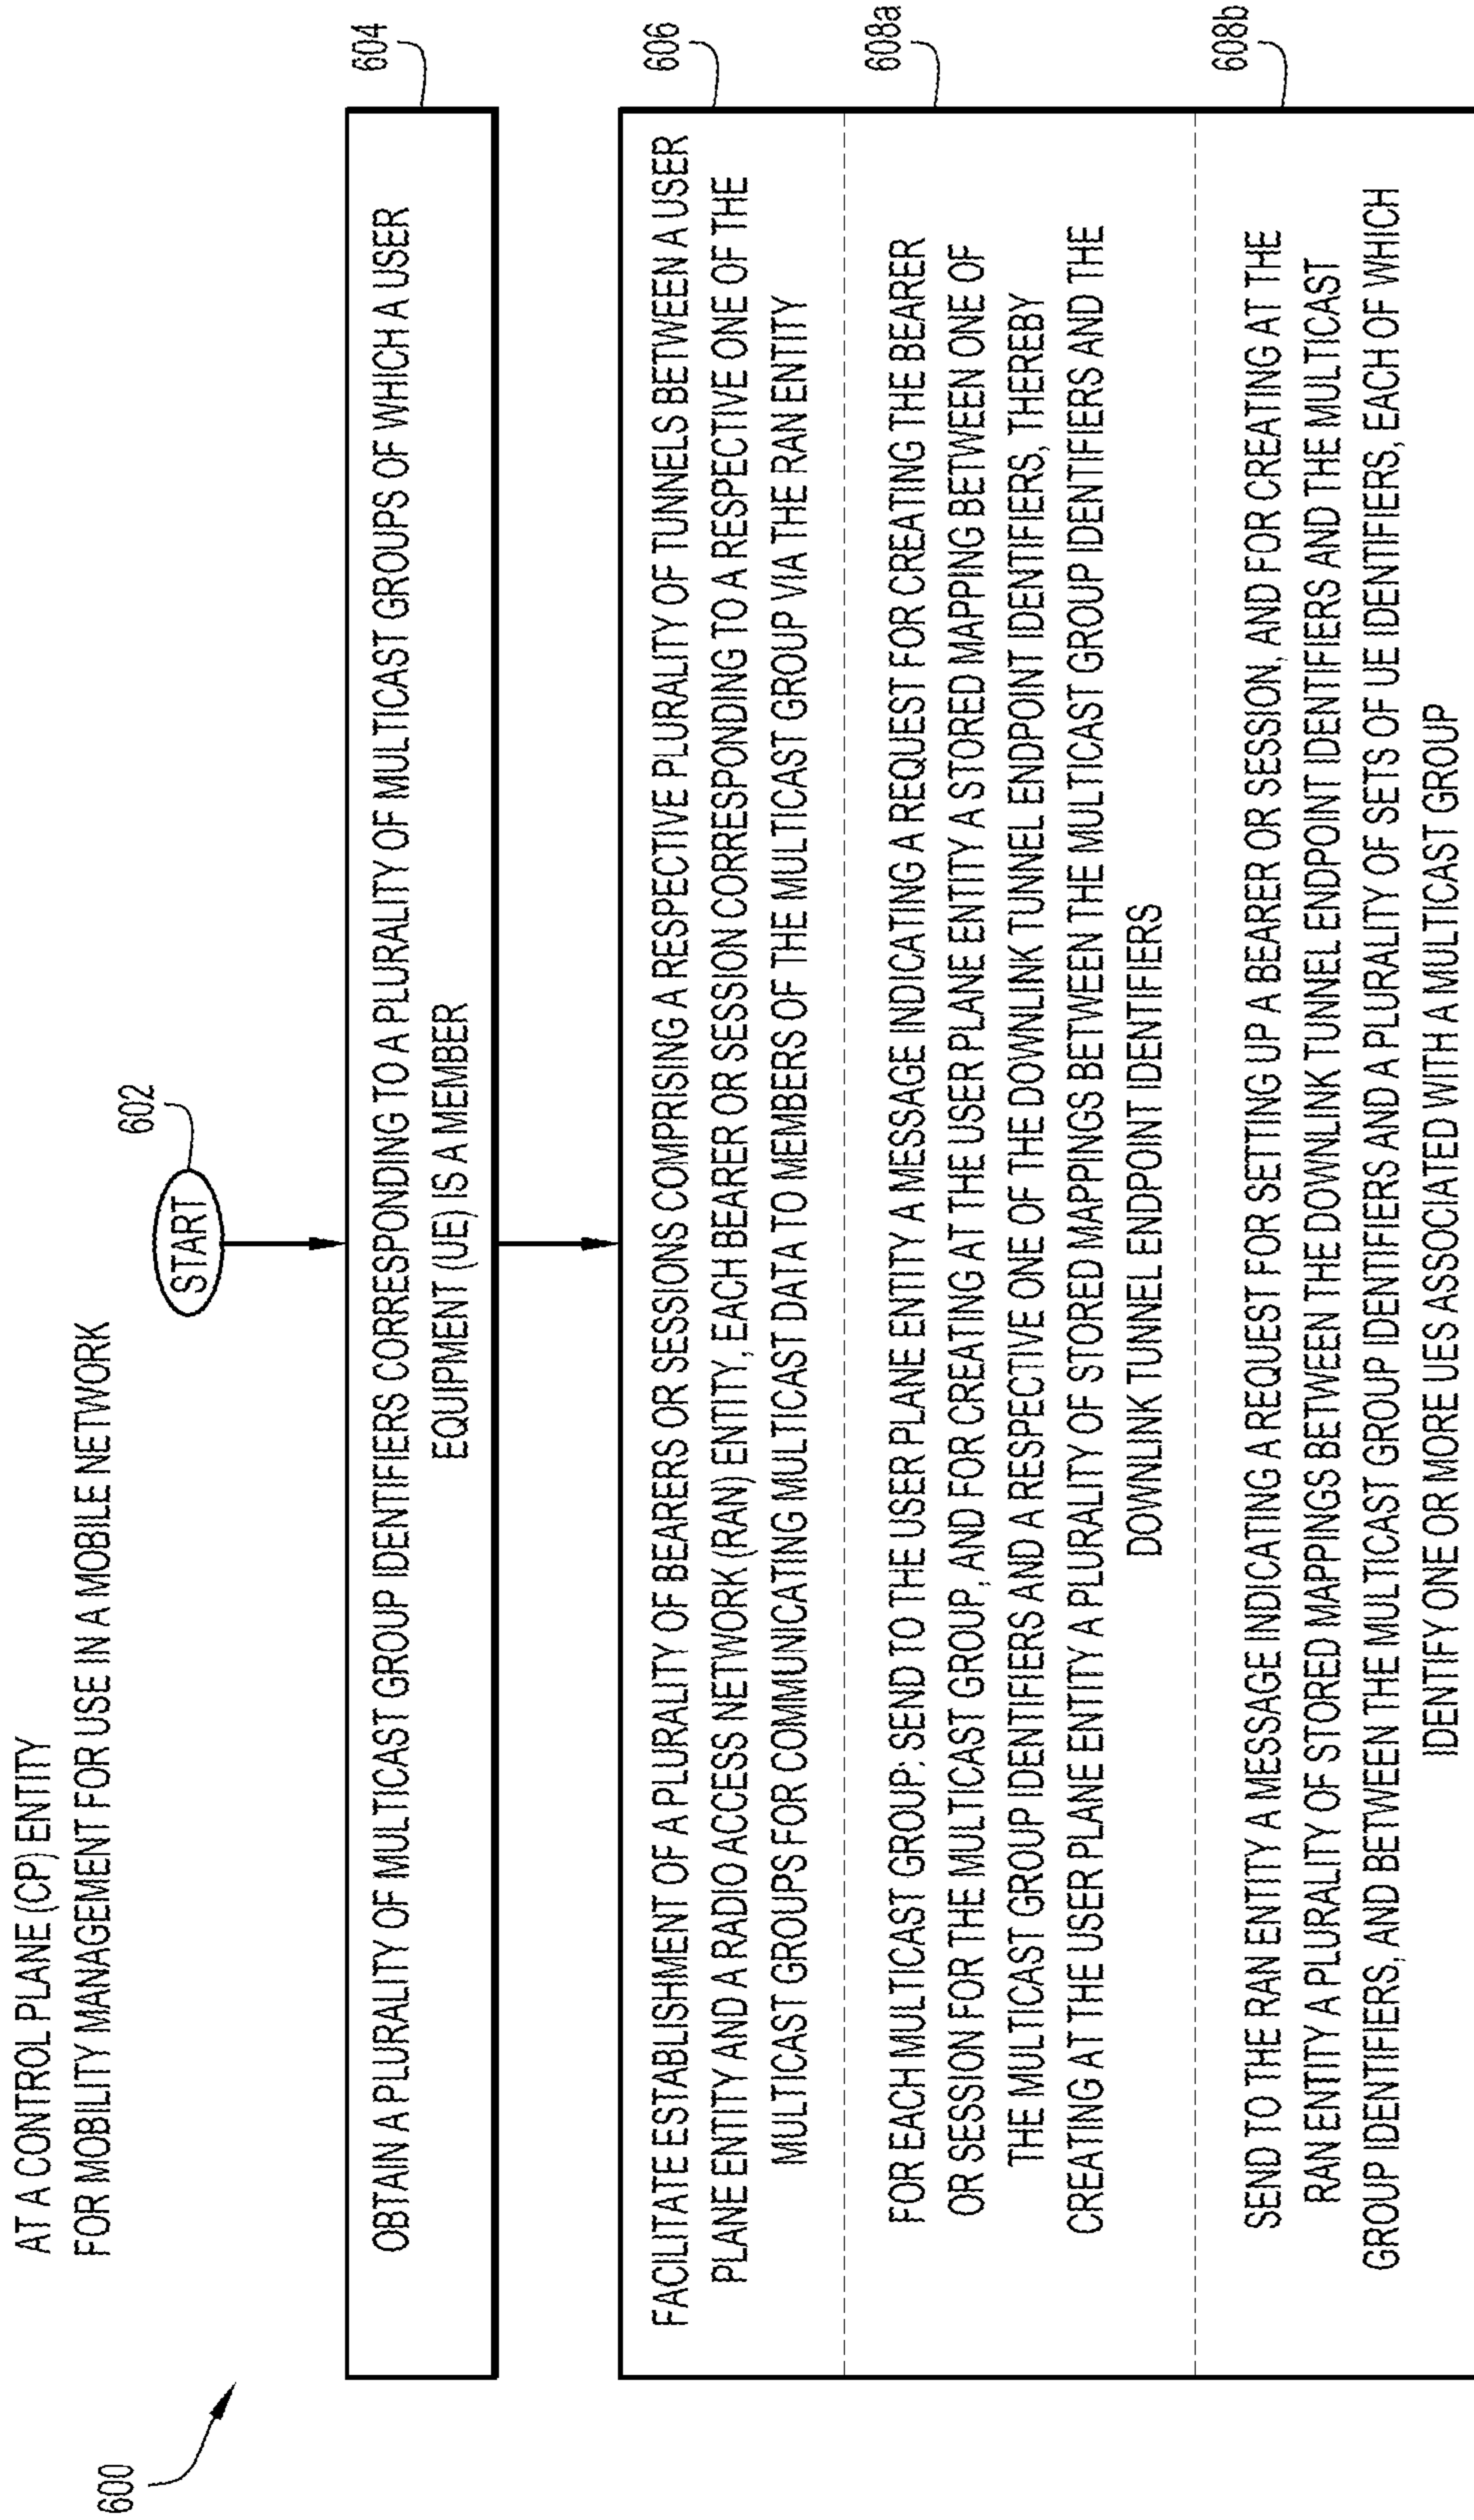 600
AT A CONTROL PLANE (CP) ENTITY
FOR MOBILITY MANAGEMENT FOR USE IN A MOBILE NETWORK
START
602
604
OBTAIN A PLURALITY OF MULTICAST GROUP IDENTIFIERS CORRESPONDING TO A PLURALITY OF MULTICAST GROUPS OF WHICH A USER
EQUIPMENT (UE) IS A MEMBER
606
FACILITATE ESTABLISHMENT OF A PLURALITY OF BEARERS OR SESSIONS COMPRISING A RESPECTIVE PLURALITY OF TUNNELS BETWEEN A USER
PLANE ENTITY AND A RADIO ACCESS NETWORK (RAN) ENTITY, EACH BEARER OR SESSION CORRESPONDING TO A RESPECTIVE ONE OF THE
MULTICAST GROUPS FOR COMMUNICATING MULTICAST DATA TO MEMBERS OF THE MULTICAST GROUP VIA THE RAN ENTITY
608a
FOR EACH MULTICAST GROUP: SEND TO THE USER PLANE ENTITY A MESSAGE INDICATING A REQUEST FOR CREATING THE BEARER
OR SESSION FOR THE MULTICAST GROUP, AND FOR CREATING AT THE USER PLANE ENTITY A STORED MAPPING BETWEEN ONE OF
THE MULTICAST GROUP IDENTIFIERS AND A RESPECTIVE ONE OF THE DOWNLINK TUNNEL ENDPOINT IDENTIFIERS, THEREBY
CREATING AT THE USER PLANE ENTITY A PLURALITY OF STORED MAPPINGS BETWEEN THE MULTICAST GROUP IDENTIFIERS AND THE
DOWNLINK TUNNEL ENDPOINT IDENTIFIERS
608b
SEND TO THE RAN ENTITY A MESSAGE INDICATING A REQUEST FOR SETTING UP A BEARER OR SESSION, AND FOR CREATING AT THE
RAN ENTITY A PLURALITY OF STORED MAPPINGS BETWEEN THE DOWNLINK TUNNEL ENDPOINT IDENTIFIERS AND THE MULTICAST
GROUP IDENTIFIERS, AND BETWEEN THE MULTICAST GROUP IDENTIFIERS AND A PLURALITY OF SETS OF UE IDENTIFIERS, EACH OF WHICH
IDENTIFY ONE OR MORE UES ASSOCIATED WITH A MULTICAST GROUP